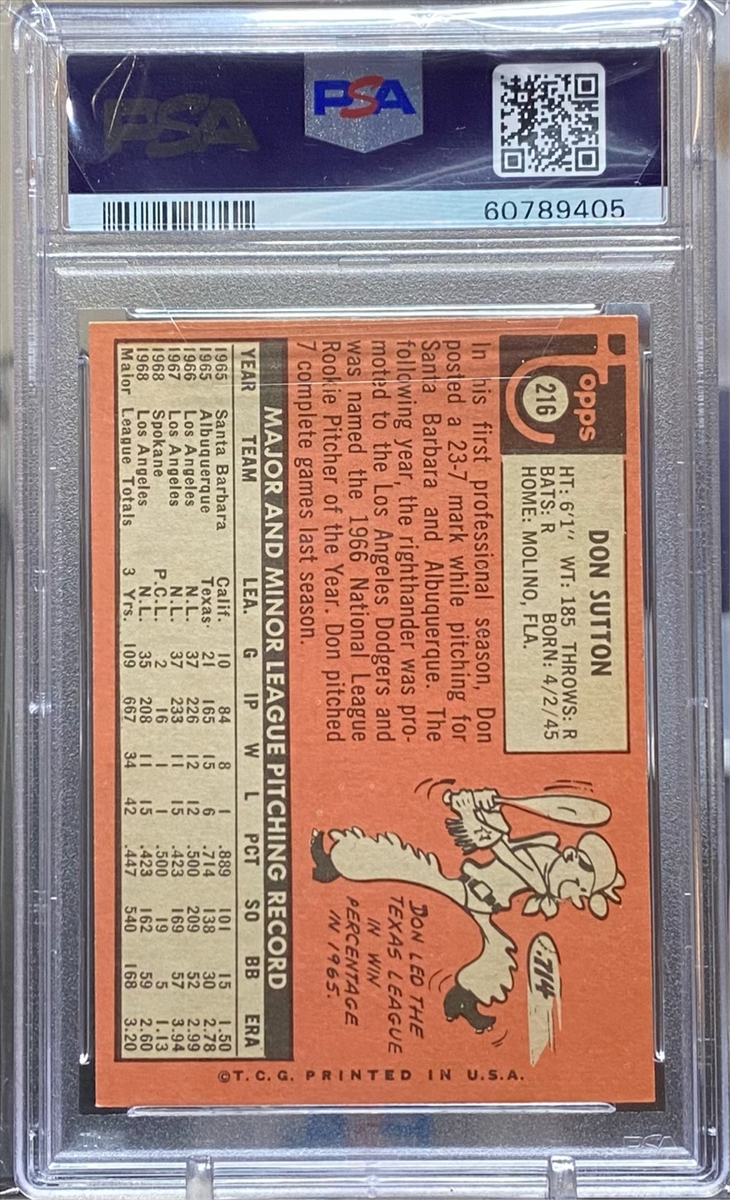 PSA
PSA
60789405
Topps
216
DON SUTTON
HT: 6'1" WT: 185 THROWS: R
BATS: R BORN: 4/2/45
HOME: MOLINO, FLA.
In his first professional season, Don
posted a 23-7 mark while pitching for
Santa Barbara and Albuquerque. The
following year, the righthander was pro-
moted to the Los Angeles Dodgers and
was named the 1966 National League
Rookie Pitcher of the Year. Don pitched
7 complete games last season.
.714
DON LED THE
TEXAS LEAGUE
IN WIN
PERCENTAGE
IN 1965.
MAJOR AND MINOR LEAGUE PITCHING RECORD
YEAR TEAM LEA. G IP W L PCT SO BB ERA
1965 Santa Barbara Calif. 10 84 8 1 .889 101 15 1.50
1965 Albuquerque Texas 21 165 15 6 .714 138 30 2.78
1966 Los Angeles N.L. 37 226 12 12 .500 209 52 2.99
1967 Los Angeles N.L. 37 233 11 15 .423 169 57 3.94
1968 Spokane P.C.L. 2 16 1 1 .500 19 5 1.13
1968 Los Angeles N.L. 35 208 11 15 .423 162 59 2.60
Major League Totals 3 Yrs. 109 667 34 42 .447 540 168 3.20
©T.C.G. PRINTED IN U.S.A.
PSA